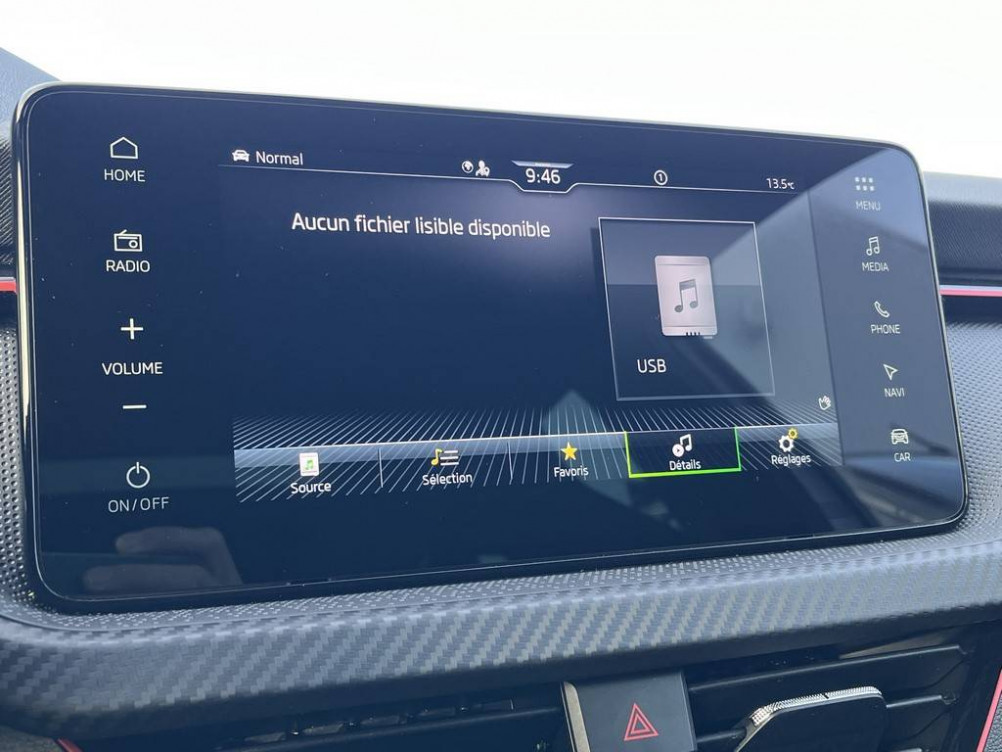 HOME
RADIO
VOLUME
ON/OFF
Normal
9:46
1
13.5°C
Aucun fichier lisible disponible
USB
Source
Sélection
Favoris
Détails
Réglages
MENU
MEDIA
PHONE
NAVI
CAR